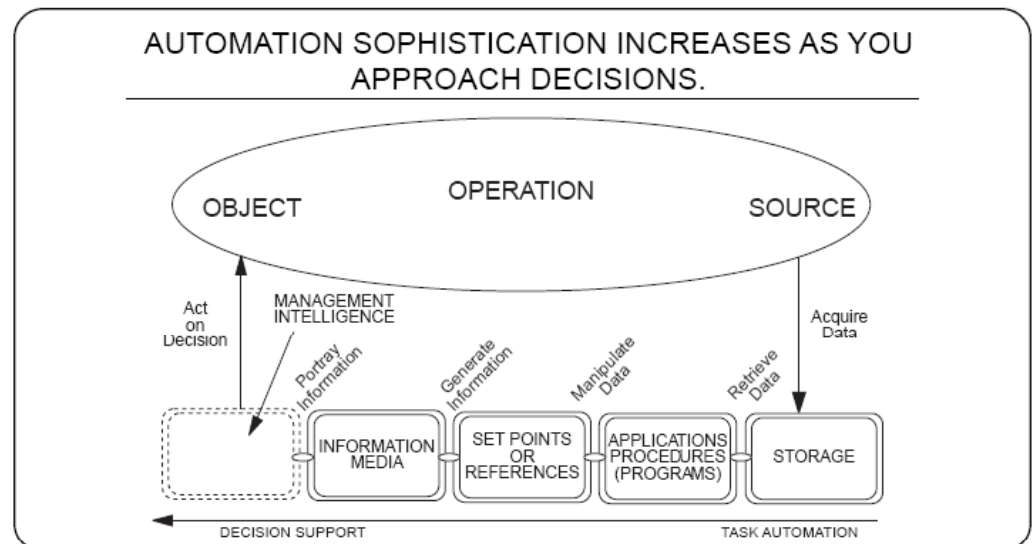 AUTOMATION SOPHISTICATION INCREASES AS YOU
APPROACH DECISIONS.
OPERATION
OBJECT
SOURCE
Act
on
Decision
MANAGEMENT
INTELLIGENCE
Acquire
Data
Portray
Information
Generate
Information
Manipulate
Data
Retrieve
Data
INFORMATION
MEDIA
SET POINTS
OR
REFERENCES
APPLICATIONS
PROCEDURES
(PROGRAMS)
STORAGE
DECISION SUPPORT
TASK AUTOMATION